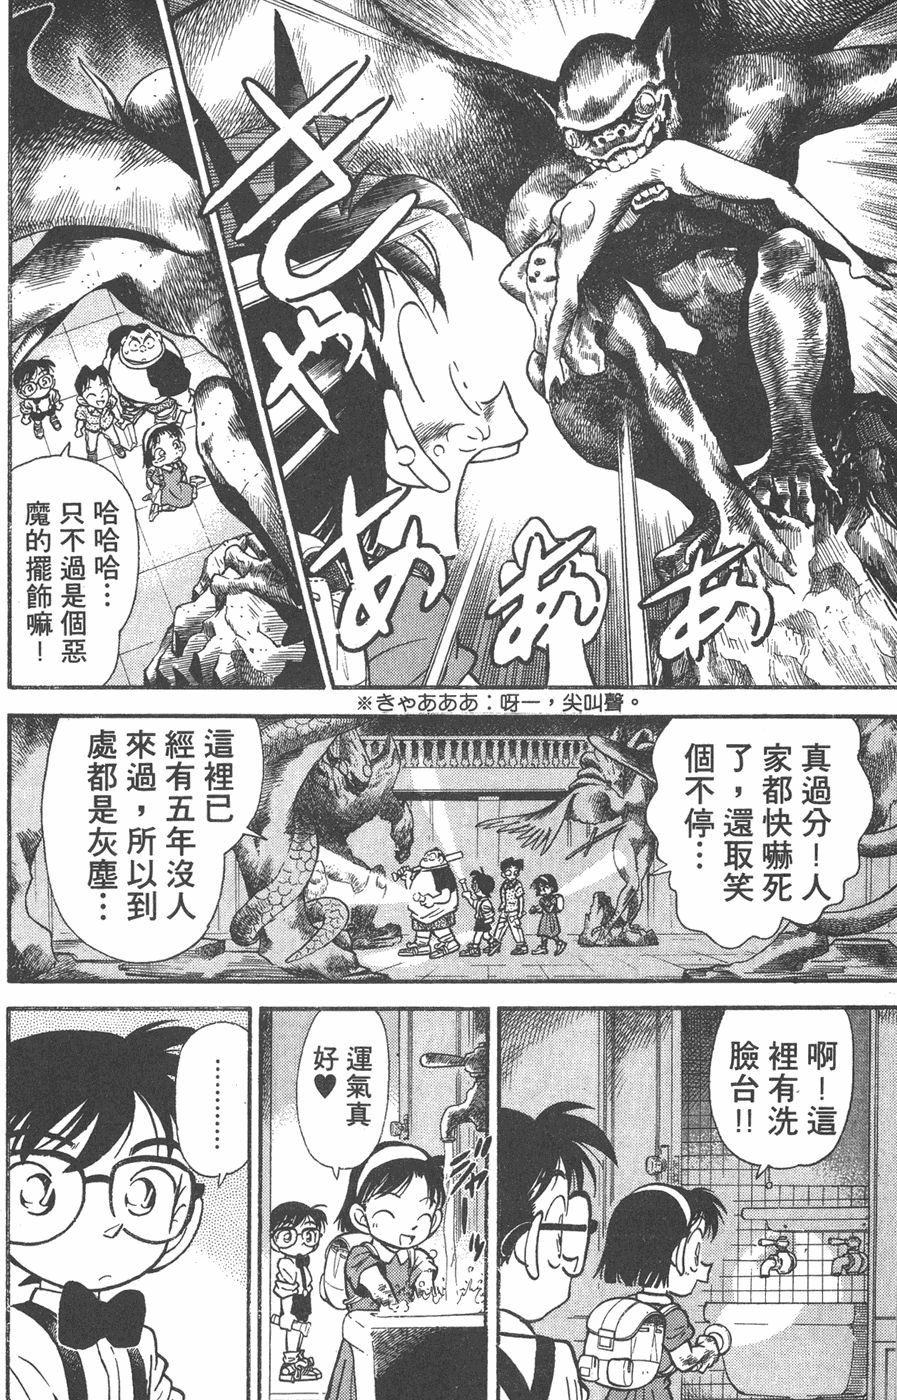 きゃあああ
哈哈哈…
只不過是個惡
魔的擺飾嘛！
※きゃあああ：呀一，尖叫聲。
真過分！人
家都快嚇死
了，還取笑
個不停…
這裡已
經有五年沒人
來過，所以到
處都是灰塵…
啊！這
裡有洗
臉台!!
運氣真
好♥
………